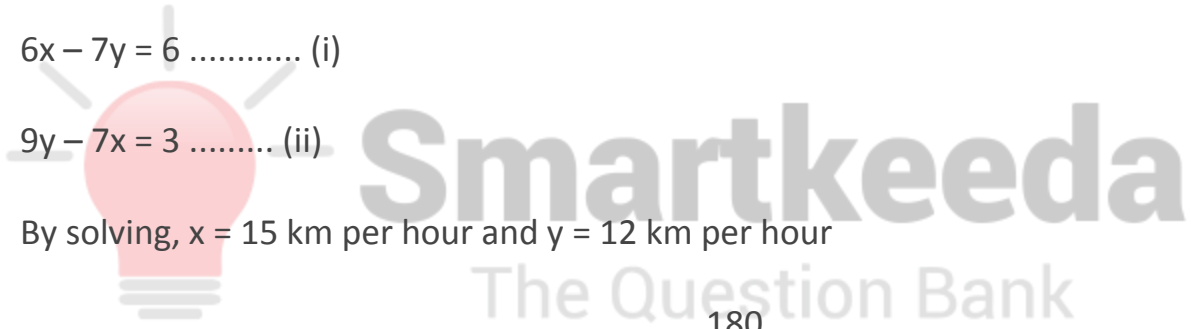 6x – 7y = 6 ............ (i)
9y – 7x = 3 ......... (ii)
Smartkeeda
By solving, x = 15 km per hour and y = 12 km per hour
The Question Bank
180